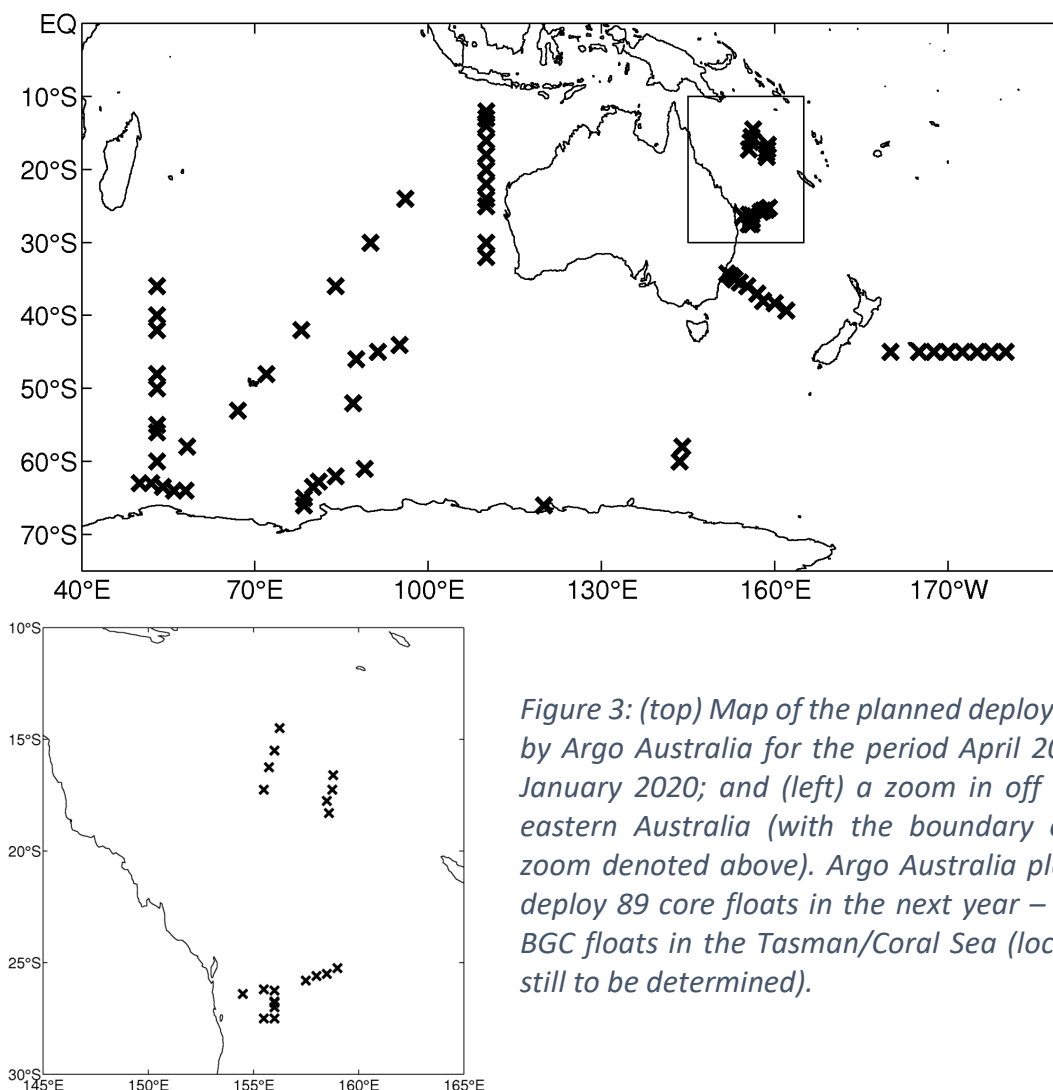 EQ
10°S
20°S
30°S
40°S
50°S
60°S
70°S
40°E 70°E 100°E 130°E 160°E 170°W
10°S
15°S
20°S
25°S
30°S
145°E 150°E 155°E 160°E 165°E
Figure 3: (top) Map of the planned deploy
by Argo Australia for the period April
January 2020; and (left) a zoom in off
eastern Australia (with the boundary
zoom denoted above). Argo Australia
deploy 89 core floats in the next year –
BGC floats in the Tasman/Coral Sea
still to be determined).